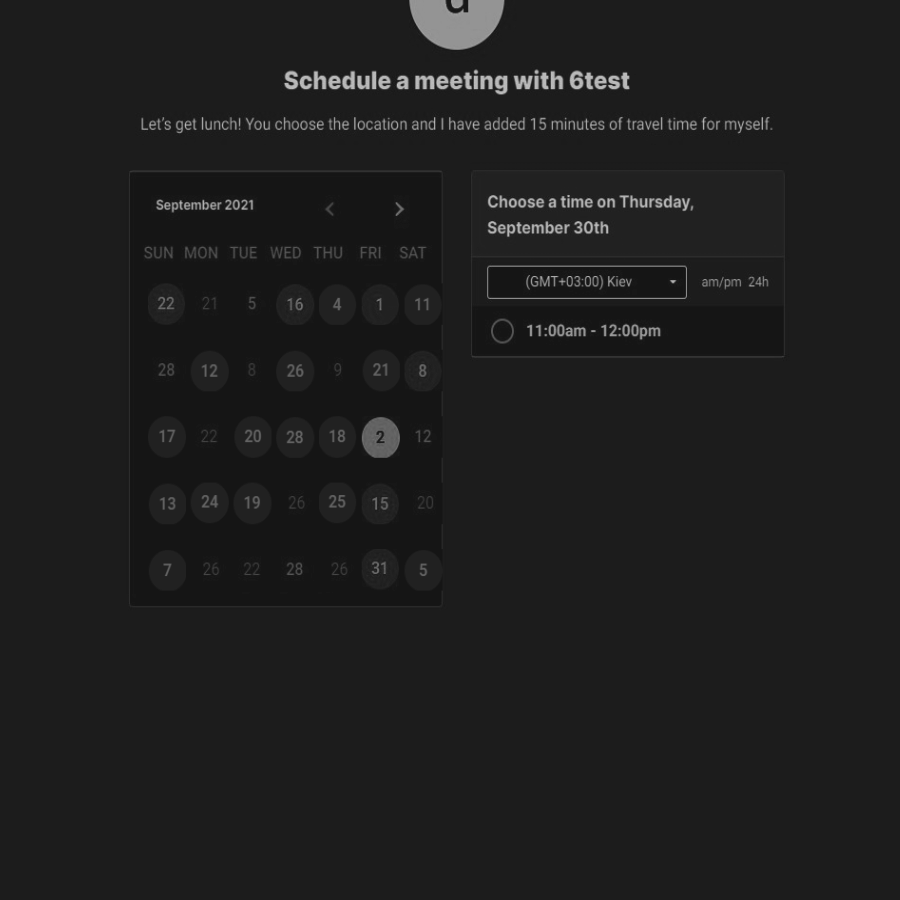 d
Schedule a meeting with 6test
Let's get lunch! You choose the location and I have added 15 minutes of travel time for myself.
September 2021
SUN MON TUE WED THU FRI SAT
22 21 5 16 4 1 11
28 12 8 26 9 21 8
17 22 20 28 18 2 12
13 24 19 26 25 15 20
7 26 22 28 26 31 5
Choose a time on Thursday,
September 30th
(GMT+03:00) Kiev am/pm 24h
11:00am - 12:00pm